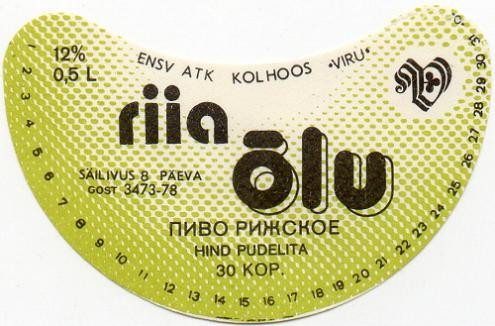 12%
0,5 L
ENSV ATK KOLHOOS "VIRU"
riia
õlu
SÄILIVUS 8 PÄEVA
GOST 3473-78
ПИВО РИЖСКОЕ
HIND PUDELITA
30 KOP.
1 2 3 4 5 6 7 8 9 10 11 12 13 14 15 16 17 18 19 20 21 22 23 24 25 26 27 28 29 30 31